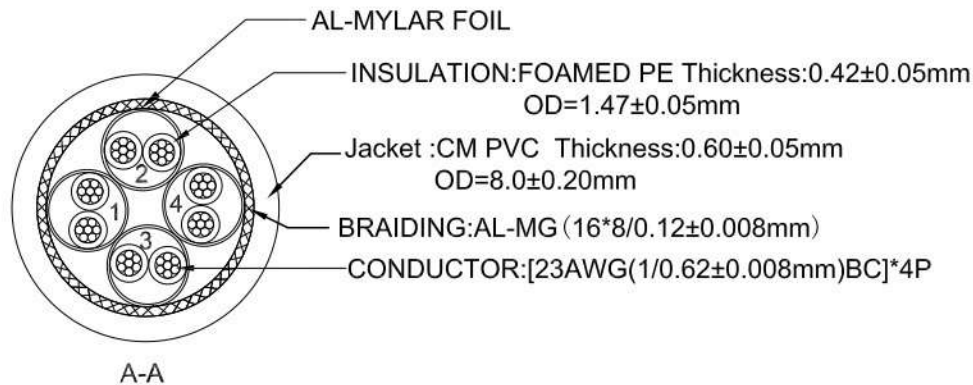 AL-MYLAR FOIL
INSULATION:FOAMED PE Thickness:0.42±0.05mm
OD=1.47±0.05mm
Jacket :CM PVC Thickness:0.60±0.05mm
OD=8.0±0.20mm
BRAIDING:AL-MG（16*8/0.12±0.008mm）
CONDUCTOR:[23AWG(1/0.62±0.008mm)BC]*4P
2
1
4
3
A-A